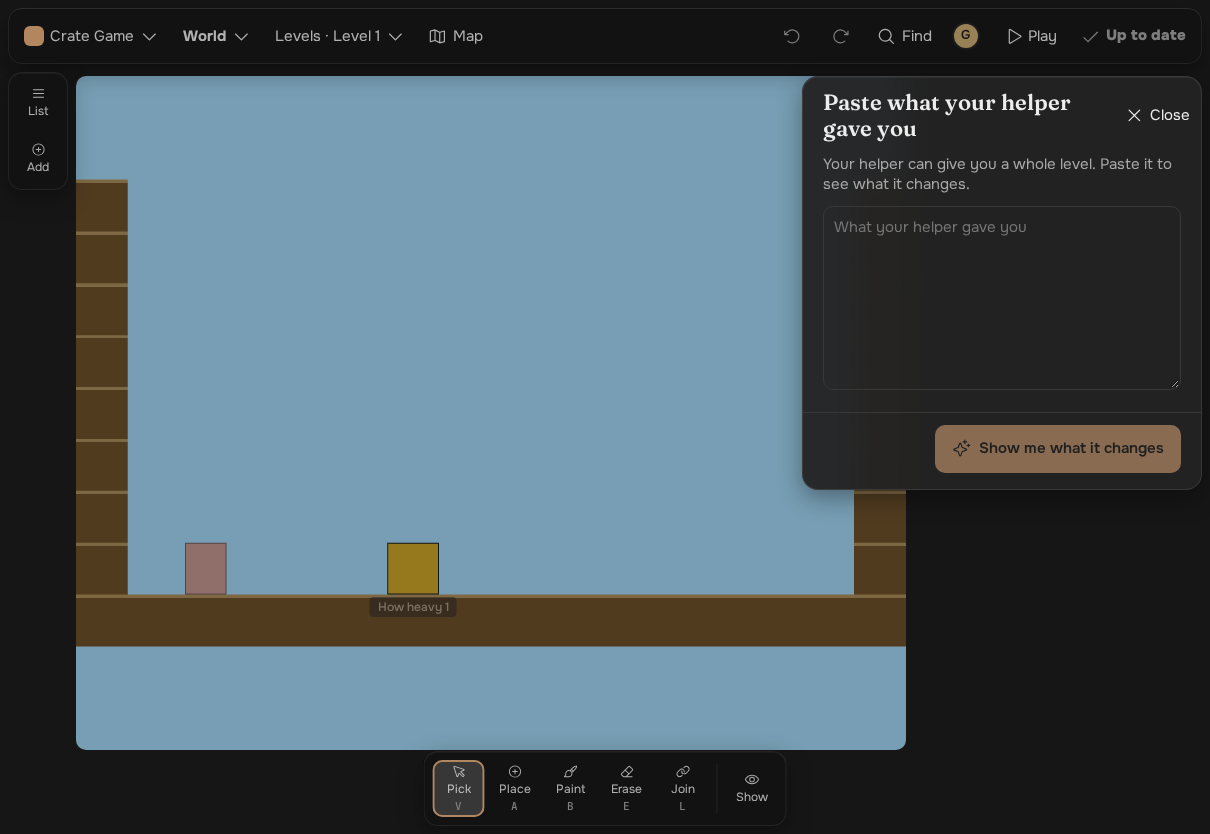 Crate Game
World
Levels · Level 1
Map
Find
G
Play
Up to date
List
Add
Paste what your helper
gave you
Close
Your helper can give you a whole level. Paste it to
see what it changes.
What your helper gave you
Show me what it changes
How heavy 1
Pick
V
Place
A
Paint
B
Erase
E
Join
L
Show